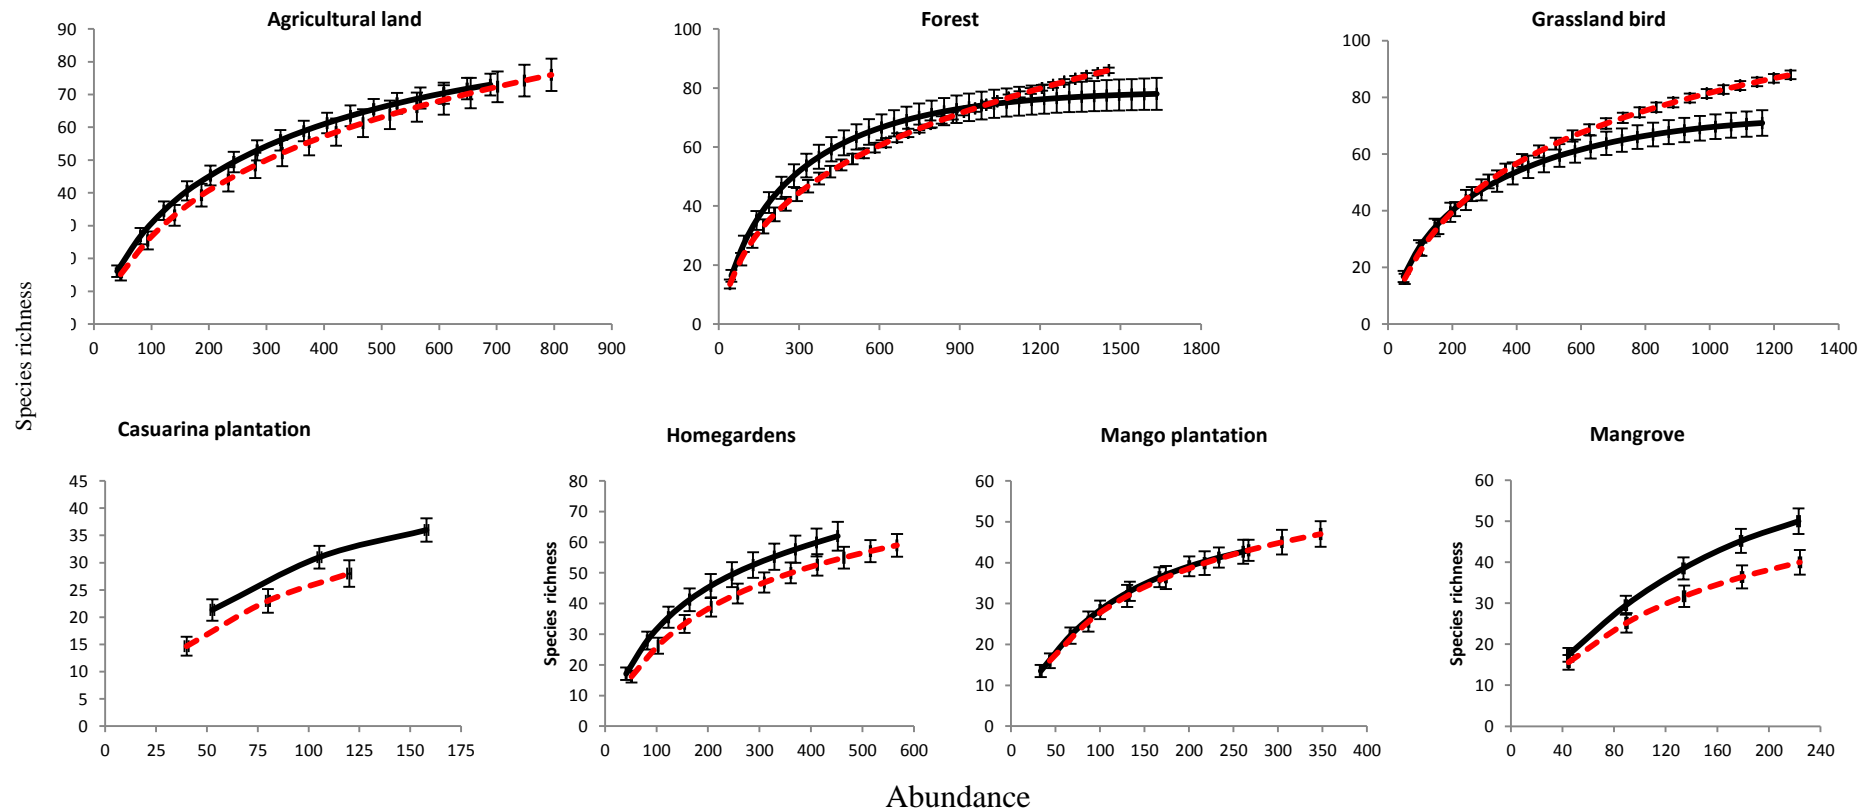 Agricultural land
Forest
Grassland bird
90
80
70
60
50
40
0 100 200 300 400 500 600 700 800 900
100
80
60
40
20
0
0 300 600 900 1200 1500 1800
100
80
60
40
20
0
0 200 400 600 800 1000 1200 1400
Species richness
Casuarina plantation
Homegardens
Mango plantation
Mangrove
45
40
35
30
25
20
15
10
5
0
0 25 50 75 100 125 150 175
Species richness
80
70
60
50
40
30
20
10
0
0 100 200 300 400 500 600
60
50
40
30
20
10
0
0 50 100 150 200 250 300 350 400
Species richness
60
50
40
30
20
10
0
0 40 80 120 160 200 240
Abundance